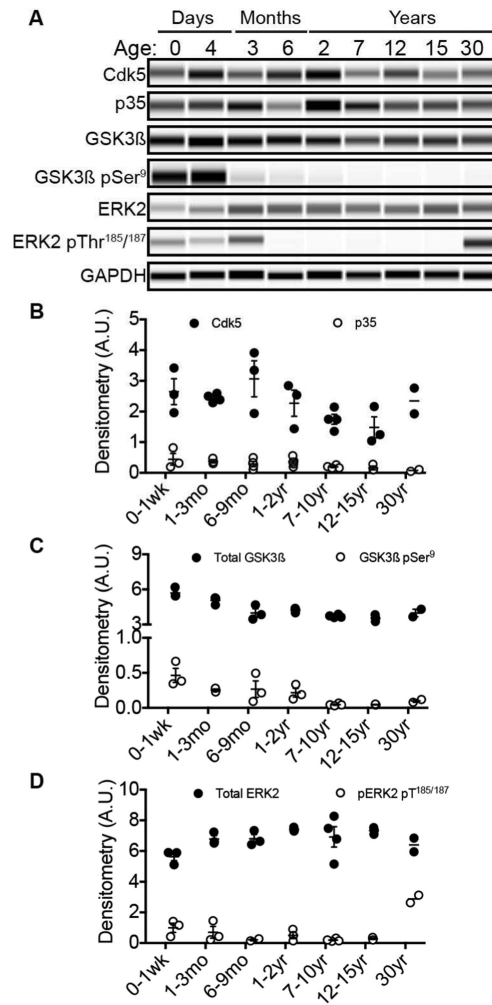 A
Days Months Years
Age: 0 4 3 6 2 7 12 15 30
Cdk5
p35
GSK3ß
GSK3ß pSer⁹
ERK2
ERK2 pThr¹⁸⁵/¹⁸⁷
GAPDH
B
Cdk5 p35
Densitometry (A.U.)
5
4
3
2
1
0
0-1wk 1-3mo 6-9mo 1-2yr 7-10yr 12-15yr 30yr
C
Total GSK3ß GSK3ß pSer⁹
Densitometry (A.U.)
9
6
3
1.0
0.5
0.0
0-1wk 1-3mo 6-9mo 1-2yr 7-10yr 12-15yr 30yr
D
Total ERK2 pERK2 pT¹⁸⁵/¹⁸⁷
Densitometry (A.U.)
10
8
6
4
2
0
0-1wk 1-3mo 6-9mo 1-2yr 7-10yr 12-15yr 30yr